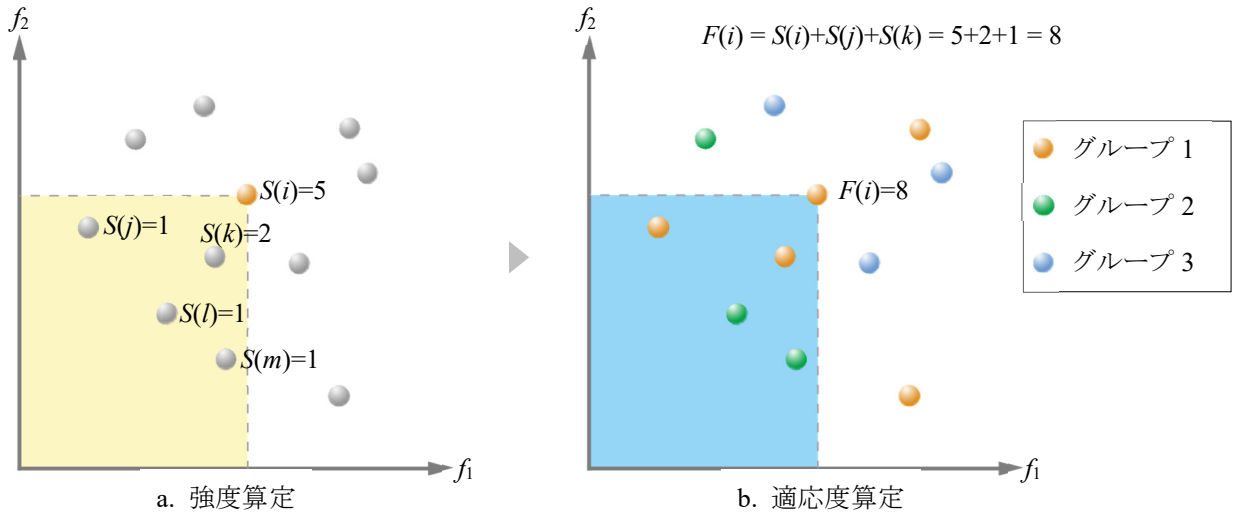 f2
S(i)=5
S(j)=1
S(k)=2
S(l)=1
S(m)=1
f1
a. 強度算定
f2
F(i) = S(i)+S(j)+S(k) = 5+2+1 = 8
F(i)=8
f1
b. 適応度算定
グループ 1
グループ 2
グループ 3